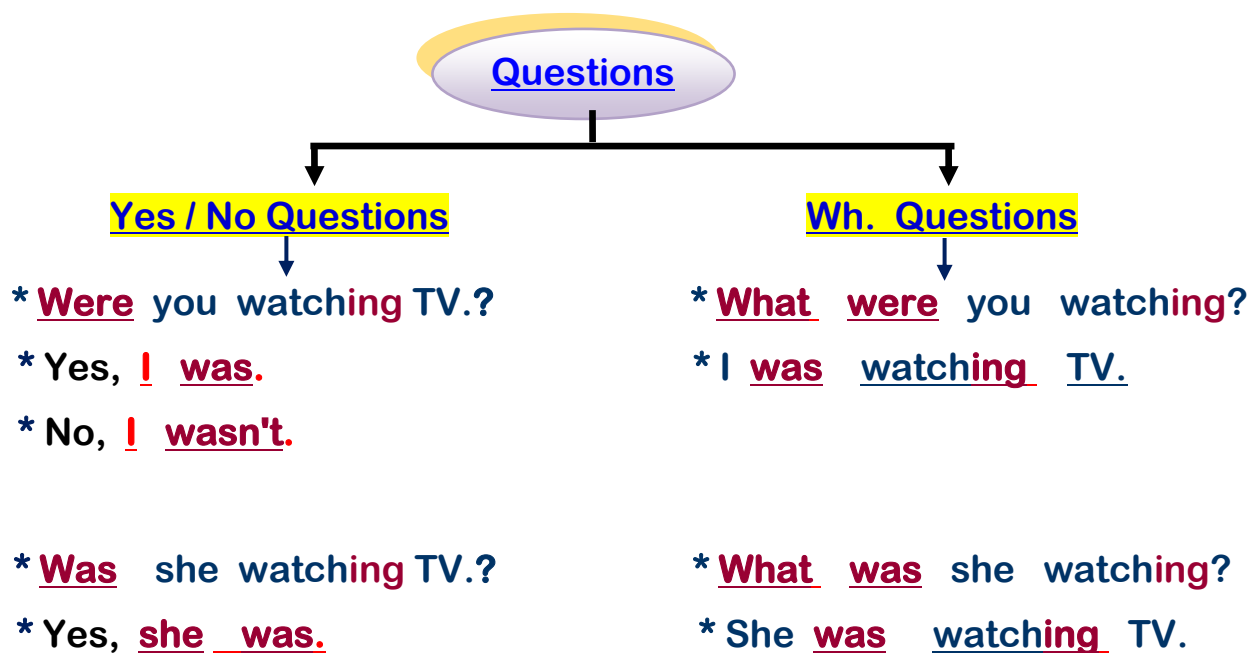 Questions
Yes / No Questions
* Were you watching TV.?
* Yes, I was.
* No, I wasn't.
* Was she watching TV.?
* Yes, she was.
Wh. Questions
* What were you watching?
* I was watching TV.
* What was she watching?
* She was watching TV.